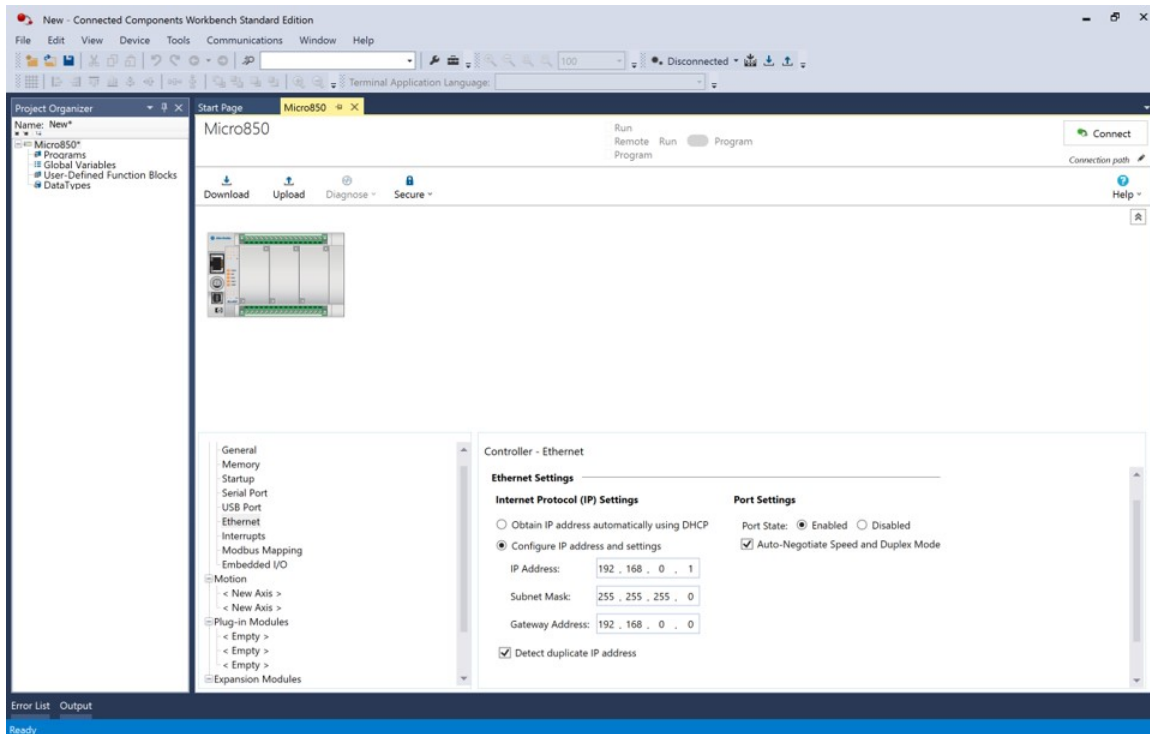 New - Connected Components Workbench Standard Edition
File Edit View Device Tools Communications Window Help
100
Disconnected
Terminal Application Language:
Project Organizer
Start Page
Micro850
Name: New*
Micro850*
Programs
Global Variables
User-Defined Function Blocks
DataTypes
Micro850
Run
Remote Run Program
Program
Connect
Connection path
Download Upload Diagnose Secure
Help
General
Memory
Startup
Serial Port
USB Port
Ethernet
Interrupts
Modbus Mapping
Embedded I/O
Motion
< New Axis >
< New Axis >
Plug-in Modules
< Empty >
< Empty >
< Empty >
Expansion Modules
Controller - Ethernet
Ethernet Settings
Internet Protocol (IP) Settings
Obtain IP address automatically using DHCP
Configure IP address and settings
IP Address: 192 . 168 . 0 . 1
Subnet Mask: 255 . 255 . 255 . 0
Gateway Address: 192 . 168 . 0 . 0
Detect duplicate IP address
Port Settings
Port State: Enabled Disabled
Auto-Negotiate Speed and Duplex Mode
Error List Output
Ready